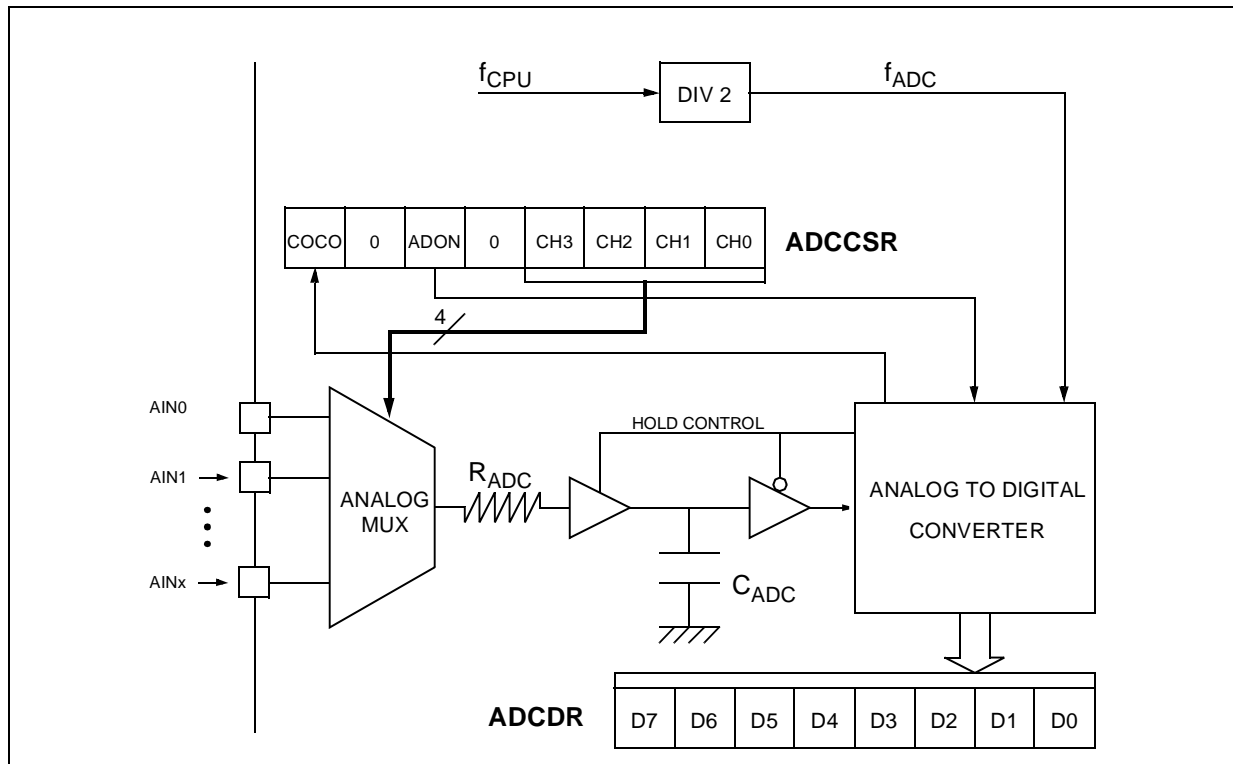 fCPU
DIV 2
fADC
COCO 0 ADON 0 CH3 CH2 CH1 CH0
ADCCSR
4
AIN0
HOLD CONTROL
AIN1
RADC
ANALOG
MUX
ANALOG TO DIGITAL
CONVERTER
AINx
CADC
ADCDR
D7 D6 D5 D4 D3 D2 D1 D0